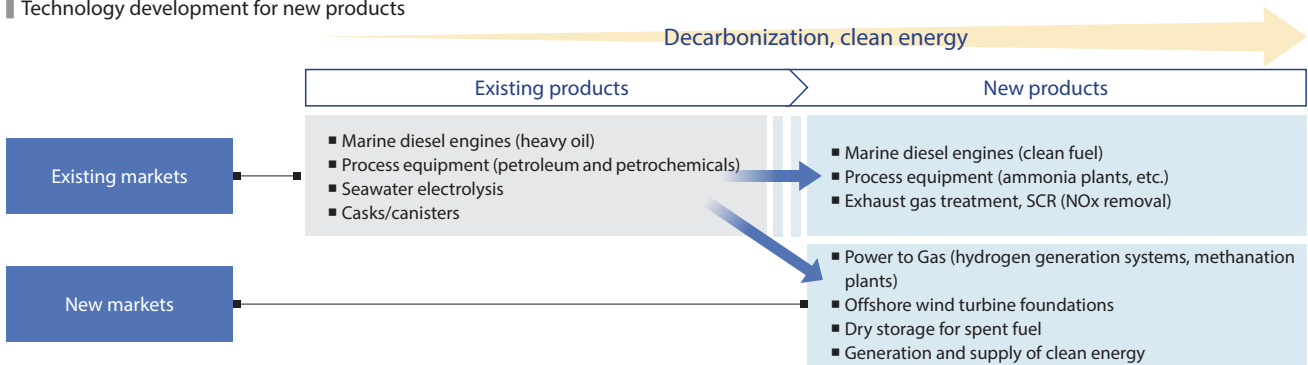 Technology development for new products
Decarbonization, clean energy
Existing products
New products
Existing markets
■ Marine diesel engines (heavy oil)
■ Process equipment (petroleum and petrochemicals)
■ Seawater electrolysis
■ Casks/canisters
■ Marine diesel engines (clean fuel)
■ Process equipment (ammonia plants, etc.)
■ Exhaust gas treatment, SCR (NOx removal)
New markets
■ Power to Gas (hydrogen generation systems, methanation
plants)
■ Offshore wind turbine foundations
■ Dry storage for spent fuel
■ Generation and supply of clean energy